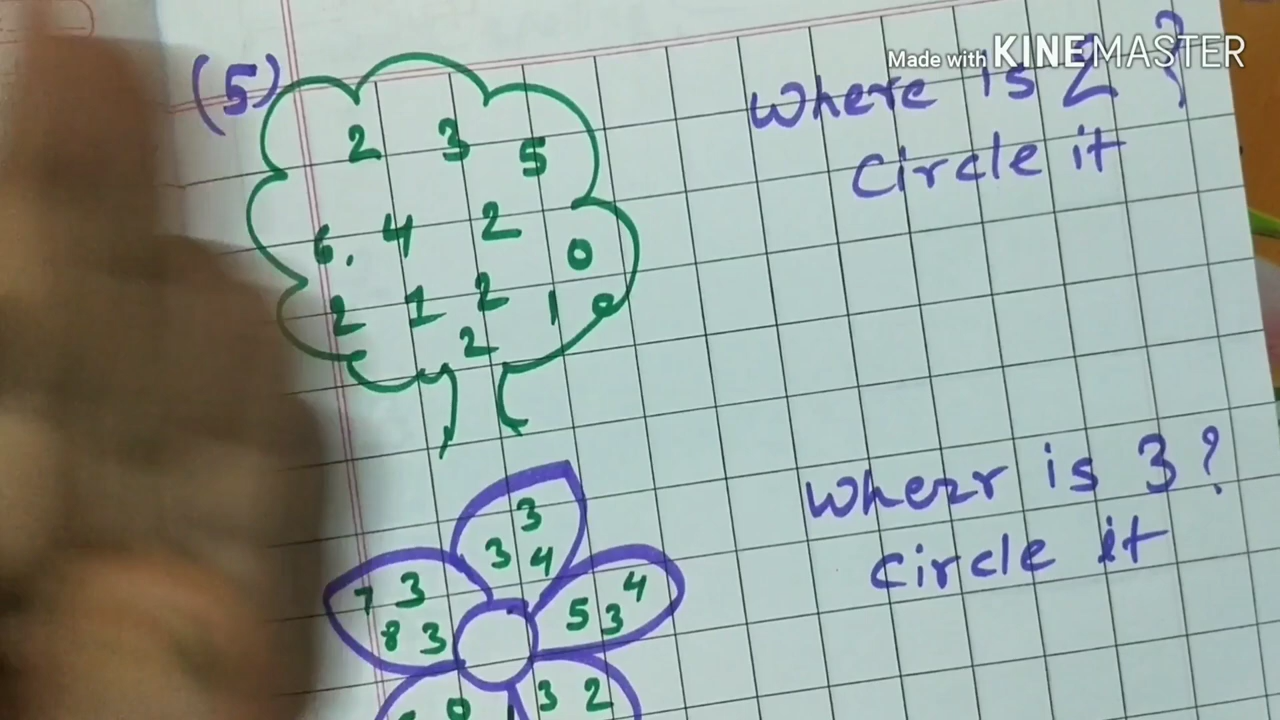 Made with KINEMASTER
(5)
where is 2 ?
circle it
2 3 5
6. 4 2
0
2 1 2 1
2
wherr is 3 ?
circle it
3
3 4
7 3
8 3
4
5 3
3 2
0